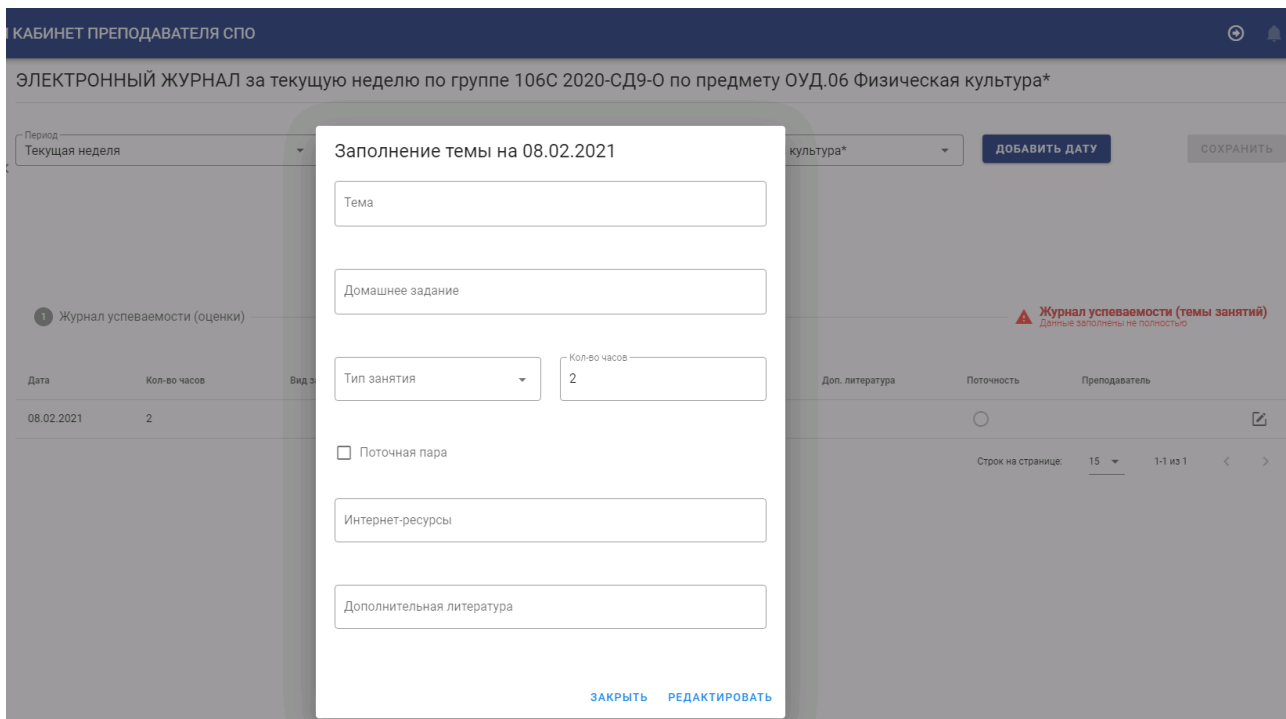 КАБИНЕТ ПРЕПОДАВАТЕЛЯ СПО
ЭЛЕКТРОННЫЙ ЖУРНАЛ за текущую неделю по группе 106С 2020-СД9-О по предмету ОУД.06 Физическая культура*
Период
Текущая неделя
культура*
ДОБАВИТЬ ДАТУ
СОХРАНИТЬ
Заполнение темы на 08.02.2021
Тема
Домашнее задание
Тип занятия
Кол-во часов
2
Поточная пара
Интернет-ресурсы
Дополнительная литература
ЗАКРЫТЬ РЕДАКТИРОВАТЬ
1 Журнал успеваемости (оценки)
Журнал успеваемости (темы занятий)
Данные заполнены не полностью
Дата Кол-во часов Вид Доп. литература Поточность Преподаватель
08.02.2021 2
Строк на странице: 15 1-1 из 1